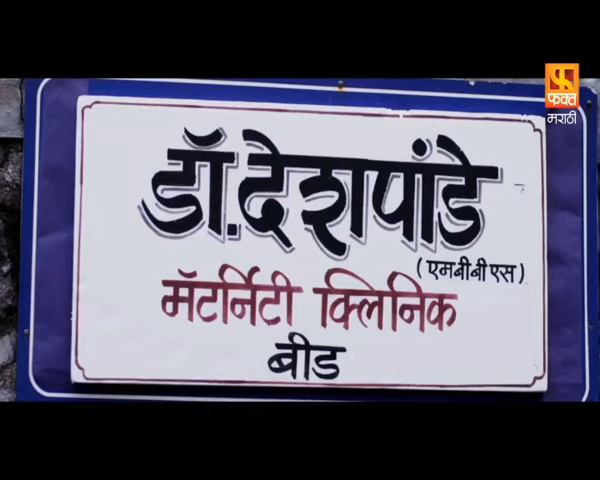 फक्त
मराठी
डॉ.देशपांडे
(एमबीबीएस)
मॅटर्निटी क्लिनिक
बीड